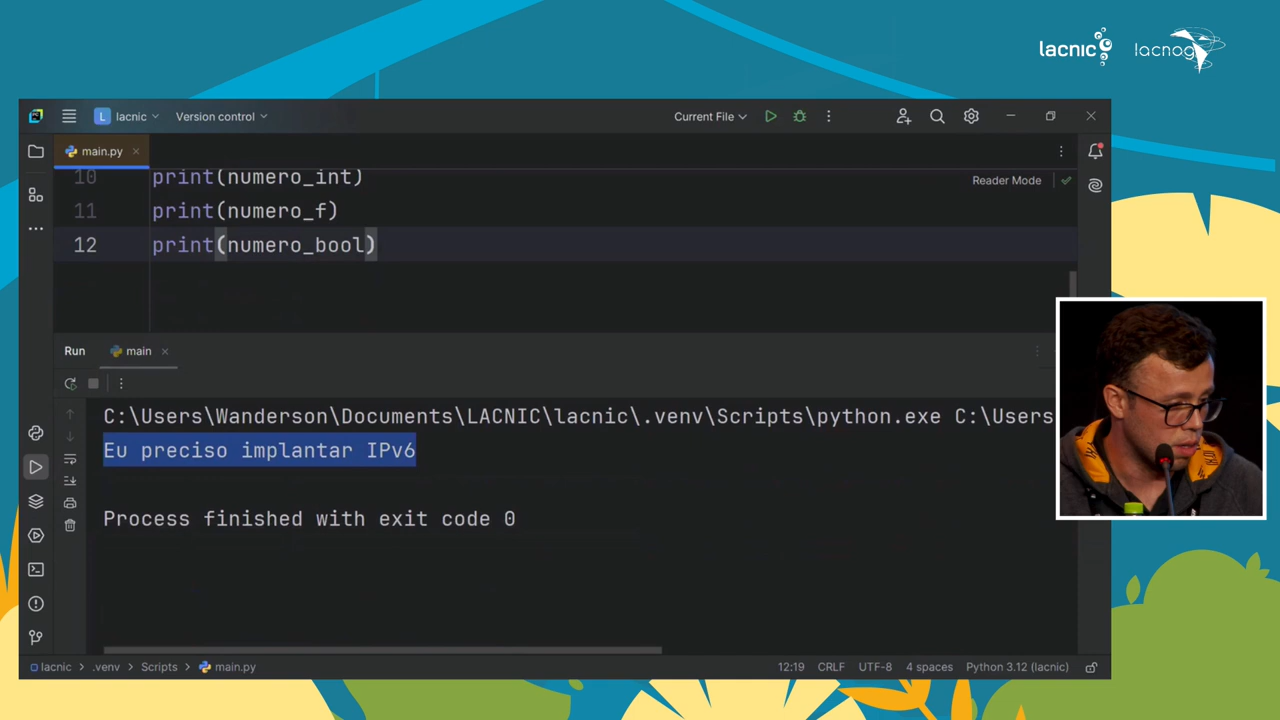 lacnic lacnog
L lacnic Version control Current File
main.py
10 print(numero_int)
Reader Mode
11 print(numero_f)
12 print(numero_bool)
Run main
C:\Users\Wanderson\Documents\LACNIC\lacnic\.venv\Scripts\python.exe C:\Users
Eu preciso implantar IPv6
Process finished with exit code 0
lacnic > .venv > Scripts > main.py 12:19 CRLF UTF-8 4 spaces Python 3.12 (lacnic)